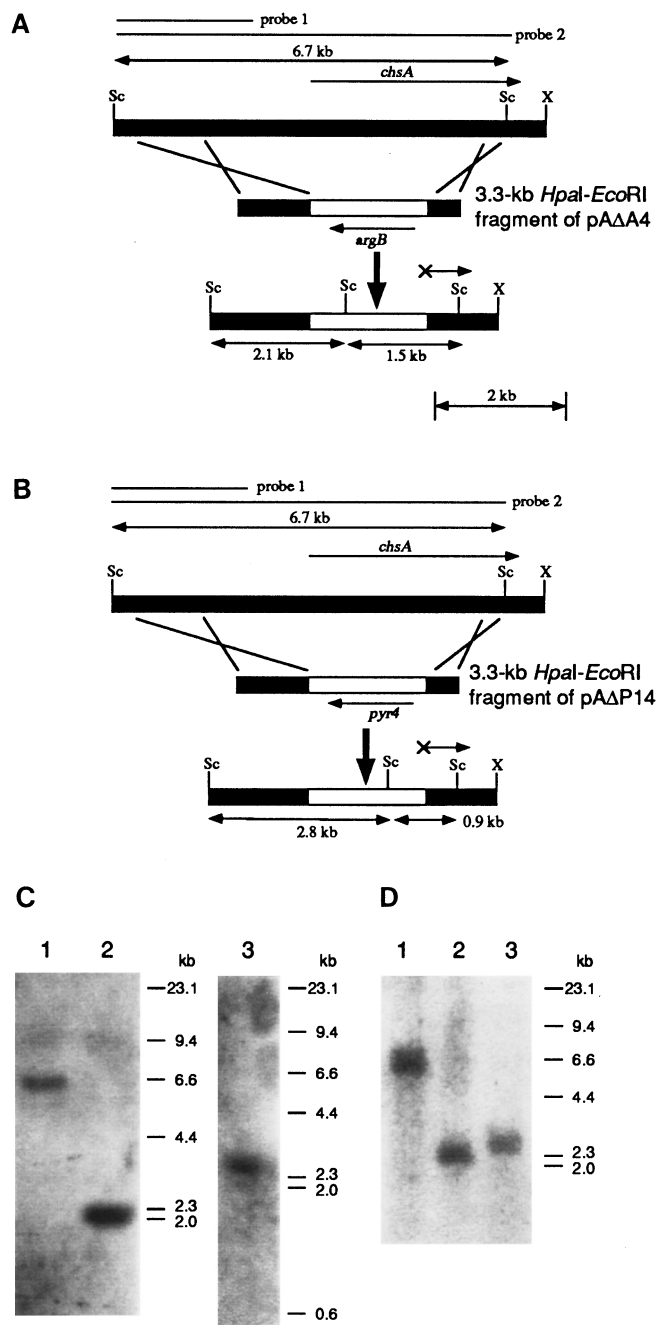 A
probe 1
probe 2
6.7 kb
chsA
Sc Sc X
3.3-kb HpaI-EcoRI
fragment of pAΔA4
argB
Sc Sc Sc X
2.1 kb 1.5 kb
2 kb
B
probe 1
probe 2
6.7 kb
chsA
Sc Sc X
3.3-kb HpaI-EcoRI
fragment of pAΔP14
pyr4
Sc Sc Sc X
2.8 kb 0.9 kb
C
1 2 kb
23.1
9.4
6.6
4.4
2.3
2.0
3 kb
23.1
9.4
6.6
4.4
2.3
2.0
0.6
D
1 2 3 kb
23.1
9.4
6.6
4.4
2.3
2.0